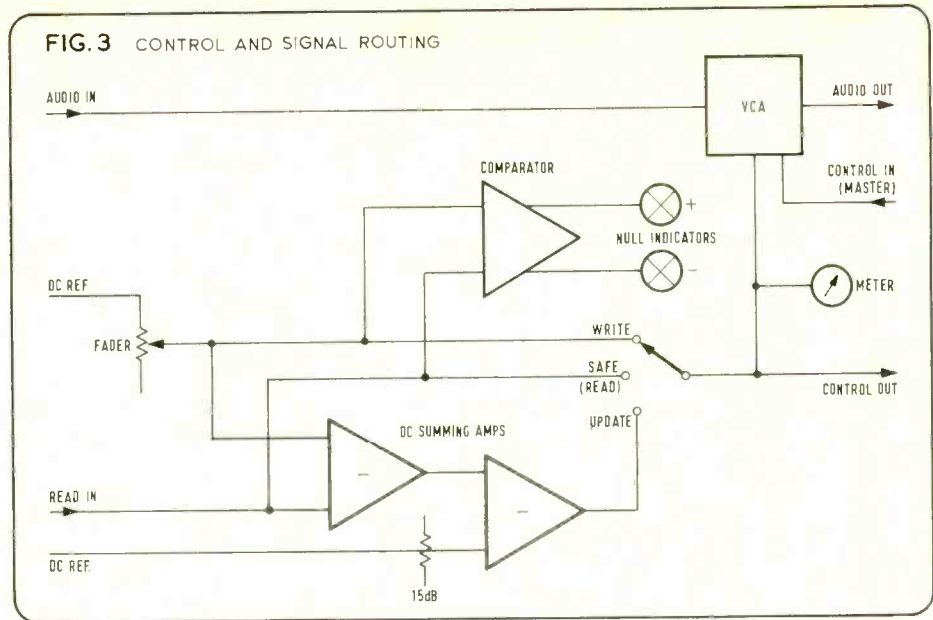 FIG. 3 CONTROL AND SIGNAL ROUTING
AUDIO IN
VCA
AUDIO OUT
COMPARATOR
CONTROL IN
(MASTER)
+
NULL INDICATORS
-
DC REF
METER
FADER
WRITE
SAFE
(READ)
CONTROL OUT
UPDATE
DC SUMMING AMPS
-
-
READ IN
DC REF.
15dB